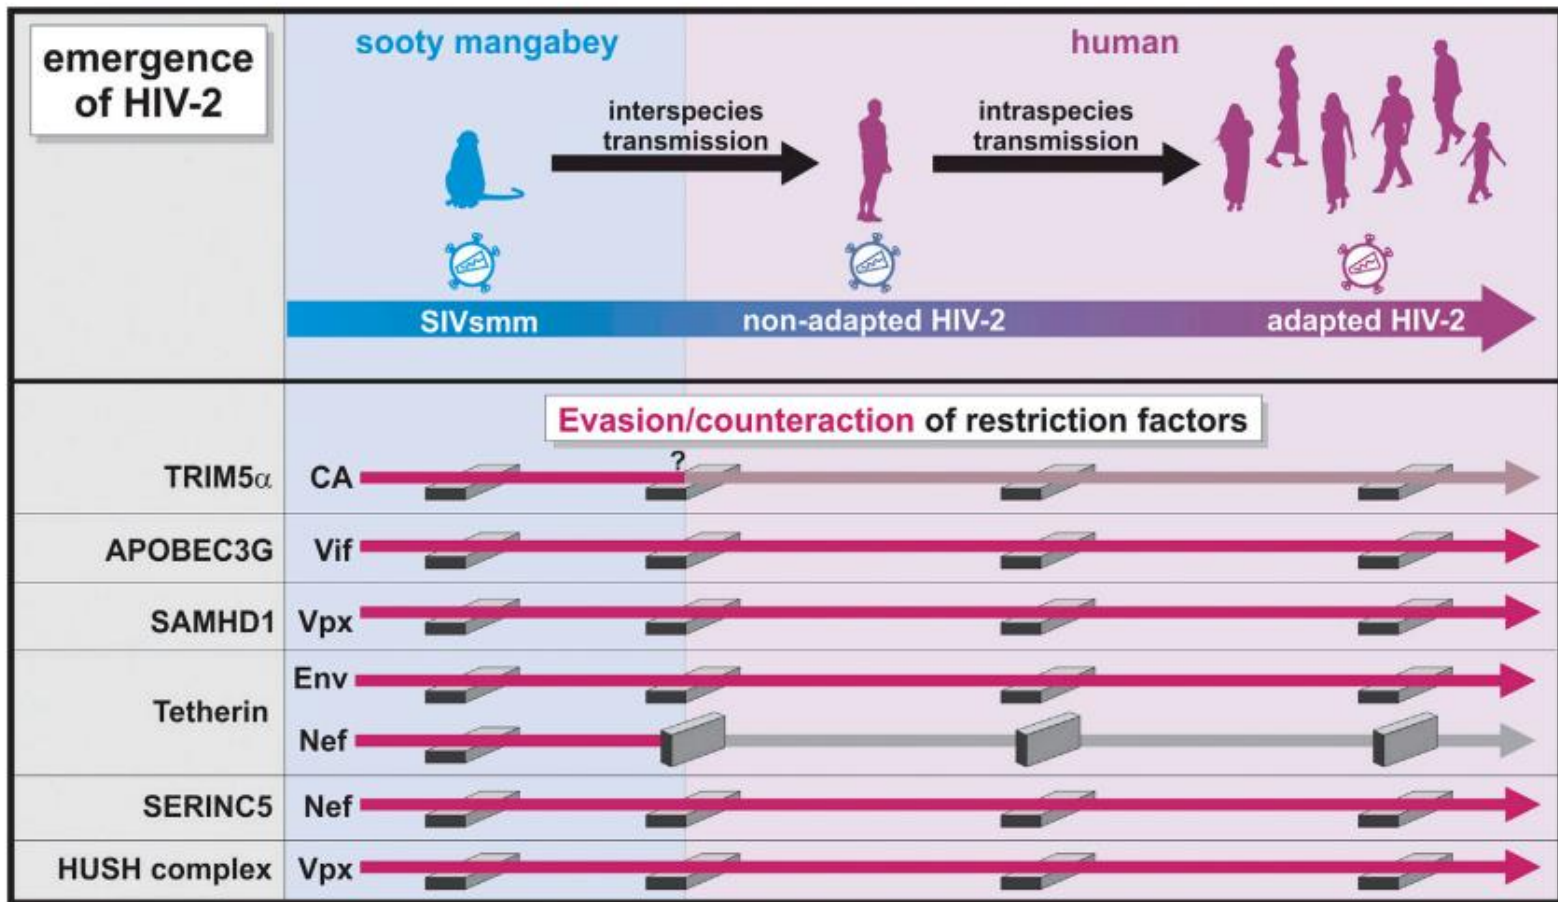 emergence
of HIV-2
sooty mangabey
human
interspecies
transmission
intraspecies
transmission
SIVsmm
non-adapted HIV-2
adapted HIV-2
Evasion/counteraction of restriction factors
?
TRIM5α CA
APOBEC3G Vif
SAMHD1 Vpx
Tetherin
Env
Nef
SERINC5 Nef
HUSH complex Vpx